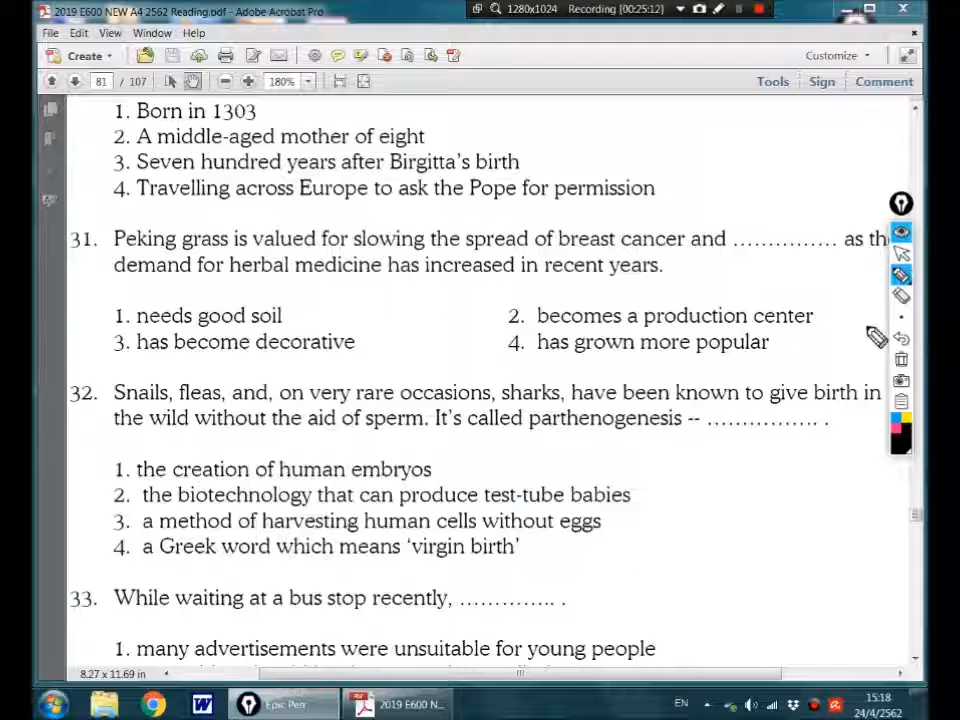 2019 E600 NEW A4 2562 Reading.pdf - Adobe Acrobat Pro
1280x1024 Recording [00:25:12]
File Edit View Window Help
Create Customize
81 / 107 180% Tools Sign Comment
1. Born in 1303
2. A middle-aged mother of eight
3. Seven hundred years after Birgitta's birth
4. Travelling across Europe to ask the Pope for permission
31. Peking grass is valued for slowing the spread of breast cancer and …………… as th
demand for herbal medicine has increased in recent years.
1. needs good soil 2. becomes a production center
3. has become decorative 4. has grown more popular
32. Snails, fleas, and, on very rare occasions, sharks, have been known to give birth in
the wild without the aid of sperm. It's called parthenogenesis -- ……………. .
1. the creation of human embryos
2. the biotechnology that can produce test-tube babies
3. a method of harvesting human cells without eggs
4. a Greek word which means ‘virgin birth’
33. While waiting at a bus stop recently, ………….. .
1. many advertisements were unsuitable for young people
8.27 x 11.69 in
Epic Pen 2019 E600 N... EN 15:18
24/4/2562